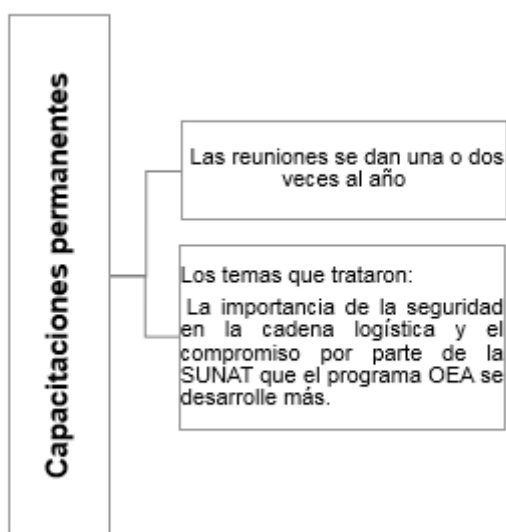 Capacitaciones permanentes
Las reuniones se dan una o dos
veces al año
Los temas que trataron:
La importancia de la seguridad
en la cadena logística y el
compromiso por parte de la
SUNAT que el programa OEA se
desarrolle más.